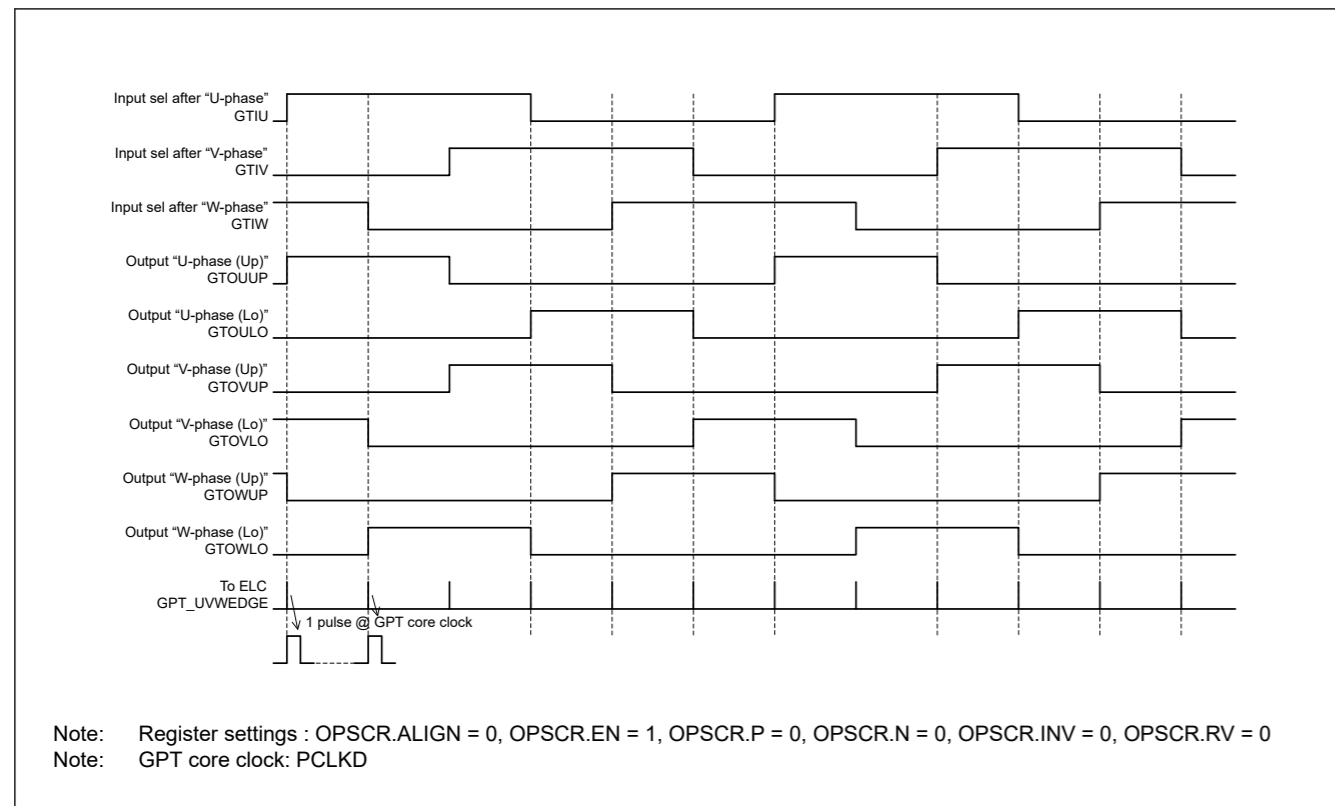 Input sel after “U-phase”
GTIU
Input sel after “V-phase”
GTIV
Input sel after “W-phase”
GTIW
Output “U-phase (Up)”
GTOUUP
Output “U-phase (Lo)”
GTOULO
Output “V-phase (Up)”
GTOVUP
Output “V-phase (Lo)”
GTOVLO
Output “W-phase (Up)”
GTOWUP
Output “W-phase (Lo)”
GTOWLO
To ELC
GPT_UVWEDGE
1 pulse @ GPT core clock
Note: Register settings : OPSCR.ALIGN = 0, OPSCR.EN = 1, OPSCR.P = 0, OPSCR.N = 0, OPSCR.INV = 0, OPSCR.RV = 0
Note: GPT core clock: PCLKD